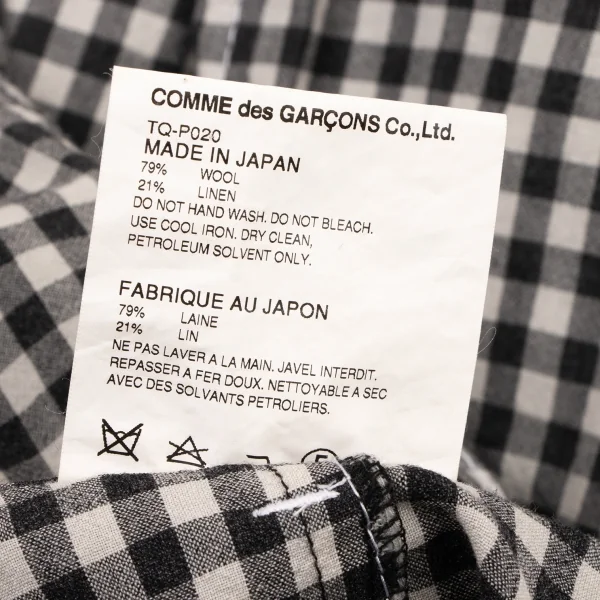 COMME des GARÇONS Co.,Ltd.
TQ-P020
MADE IN JAPAN
79% WOOL
21% LINEN
DO NOT HAND WASH. DO NOT BLEACH.
USE COOL IRON. DRY CLEAN,
PETROLEUM SOLVENT ONLY.
FABRIQUE AU JAPON
79% LAINE
21% LIN
NE PAS LAVER A LA MAIN. JAVEL INTERDIT.
REPASSER A FER DOUX. NETTOYABLE A SEC
AVEC DES SOLVANTS PETROLIERS.